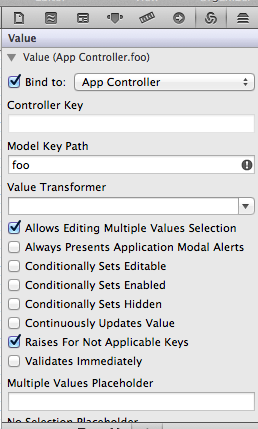 Value
Value (App Controller.foo)
Bind to: App Controller
Controller Key
Model Key Path
foo
Value Transformer
Allows Editing Multiple Values Selection
Always Presents Application Modal Alerts
Conditionally Sets Editable
Conditionally Sets Enabled
Conditionally Sets Hidden
Continuously Updates Value
Raises For Not Applicable Keys
Validates Immediately
Multiple Values Placeholder
No Selection Placeholder